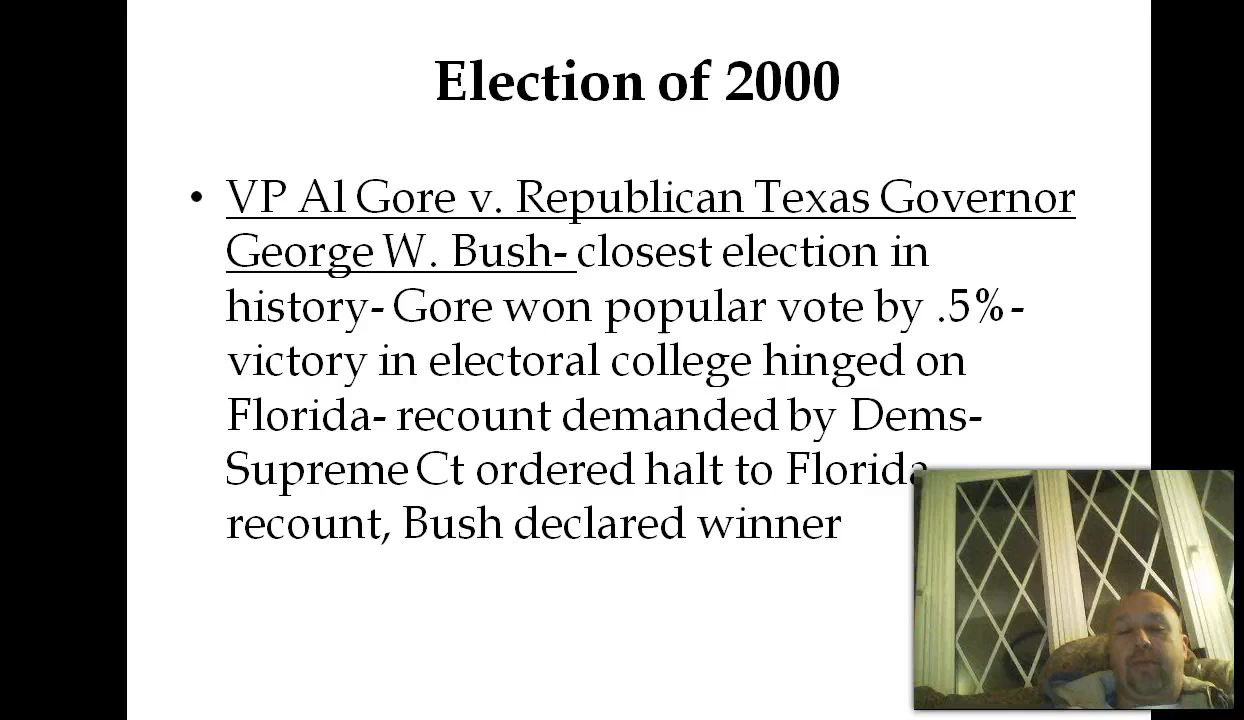 Election of 2000
• VP Al Gore v. Republican Texas Governor
George W. Bush- closest election in
history- Gore won popular vote by .5%-
victory in electoral college hinged on
Florida- recount demanded by Dems-
Supreme Ct ordered halt to Florida
recount, Bush declared winner